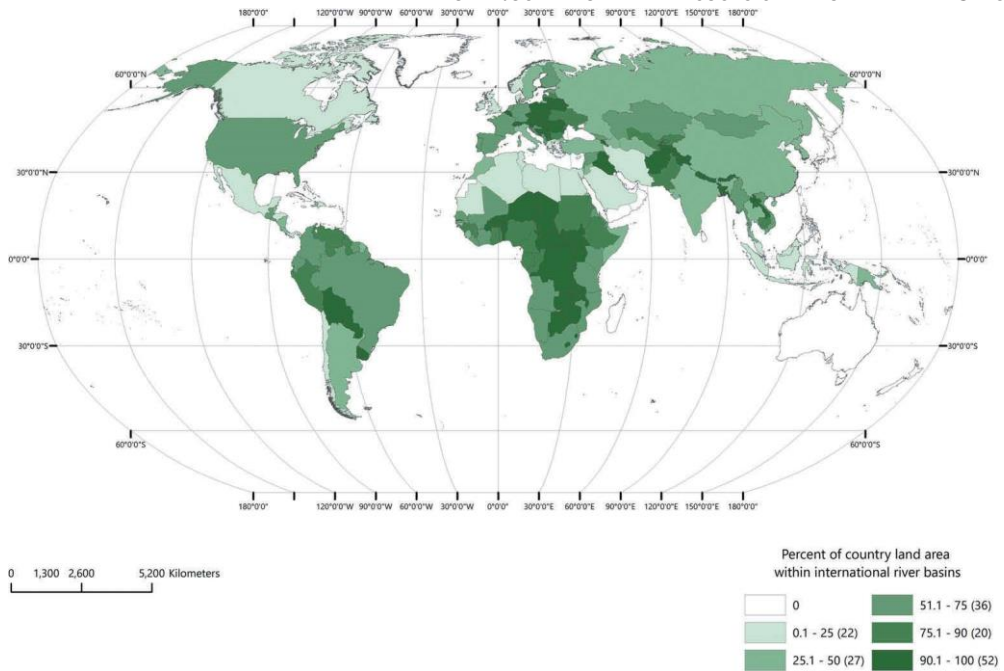 180°0'0" 120°0'0"W 90°0'0"W 60°0'0"W 30°0'0"W 0°0'0" 30°0'0"E 60°0'0"E 90°0'0"E 120°0'0"E 180°0'0"
60°0'0"N 60°0'0"N
30°0'0"N 30°0'0"N
0°0'0" 0°0'0"
30°0'0"S 30°0'0"S
60°0'0"S 60°0'0"S
180°0'0" 120°0'0"W 90°0'0"W 60°0'0"W 30°0'0"W 0°0'0" 30°0'0"E 60°0'0"E 90°0'0"E 120°0'0"E 150°0'0"E 180°0'0"
0 1,300 2,600 5,200 Kilometers
Percent of country land area
within international river basins
0 51.1 - 75 (36)
0.1 - 25 (22) 75.1 - 90 (20)
25.1 - 50 (27) 90.1 - 100 (52)